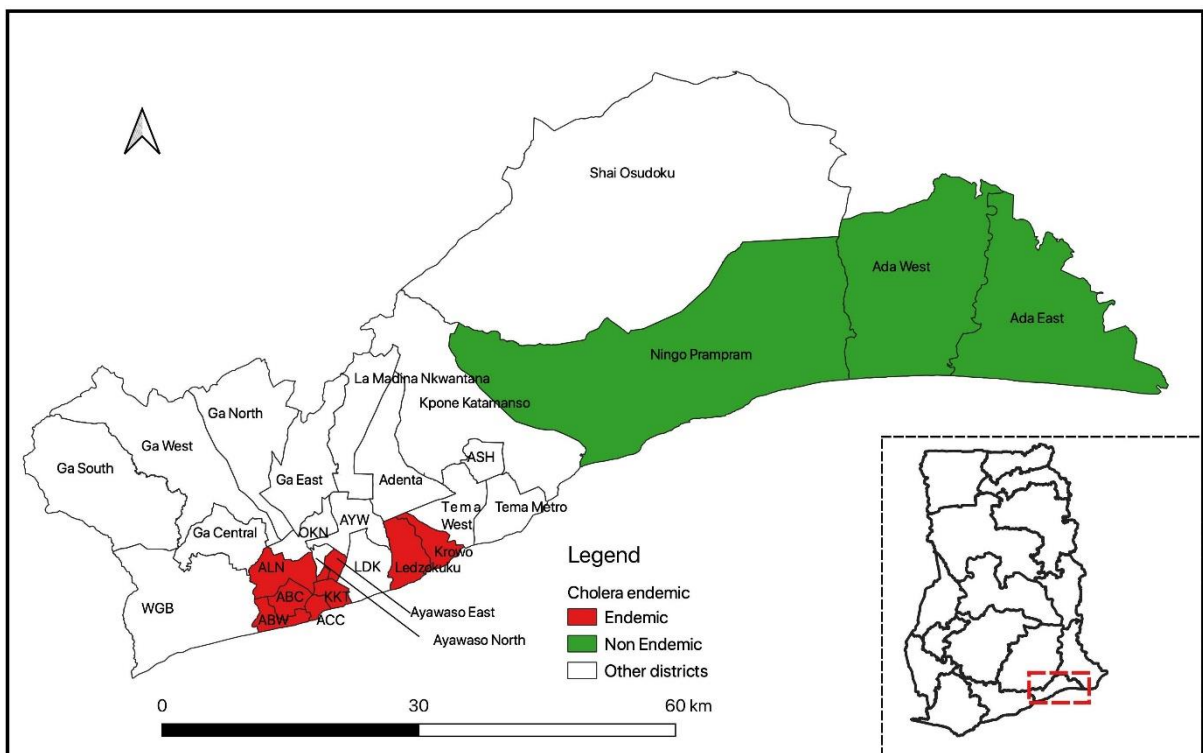 Shai Osudoku
Ada West
Ada East
Ningo Prampram
La Madina Nkwantana
Kpone Katamanso
Ga North
Ga West
Ga South
Ga East
Adenta
ASH
Tema
West
Tema Metro
AYW
OKN
Ga Central
Krowo
Ledzokuku
LDK
ALN
ABC
KKT
WGB
ABW
ACC
Ayawaso East
Ayawaso North
Legend
Cholera endemic
Endemic
Non Endemic
Other districts
0 30 60 km